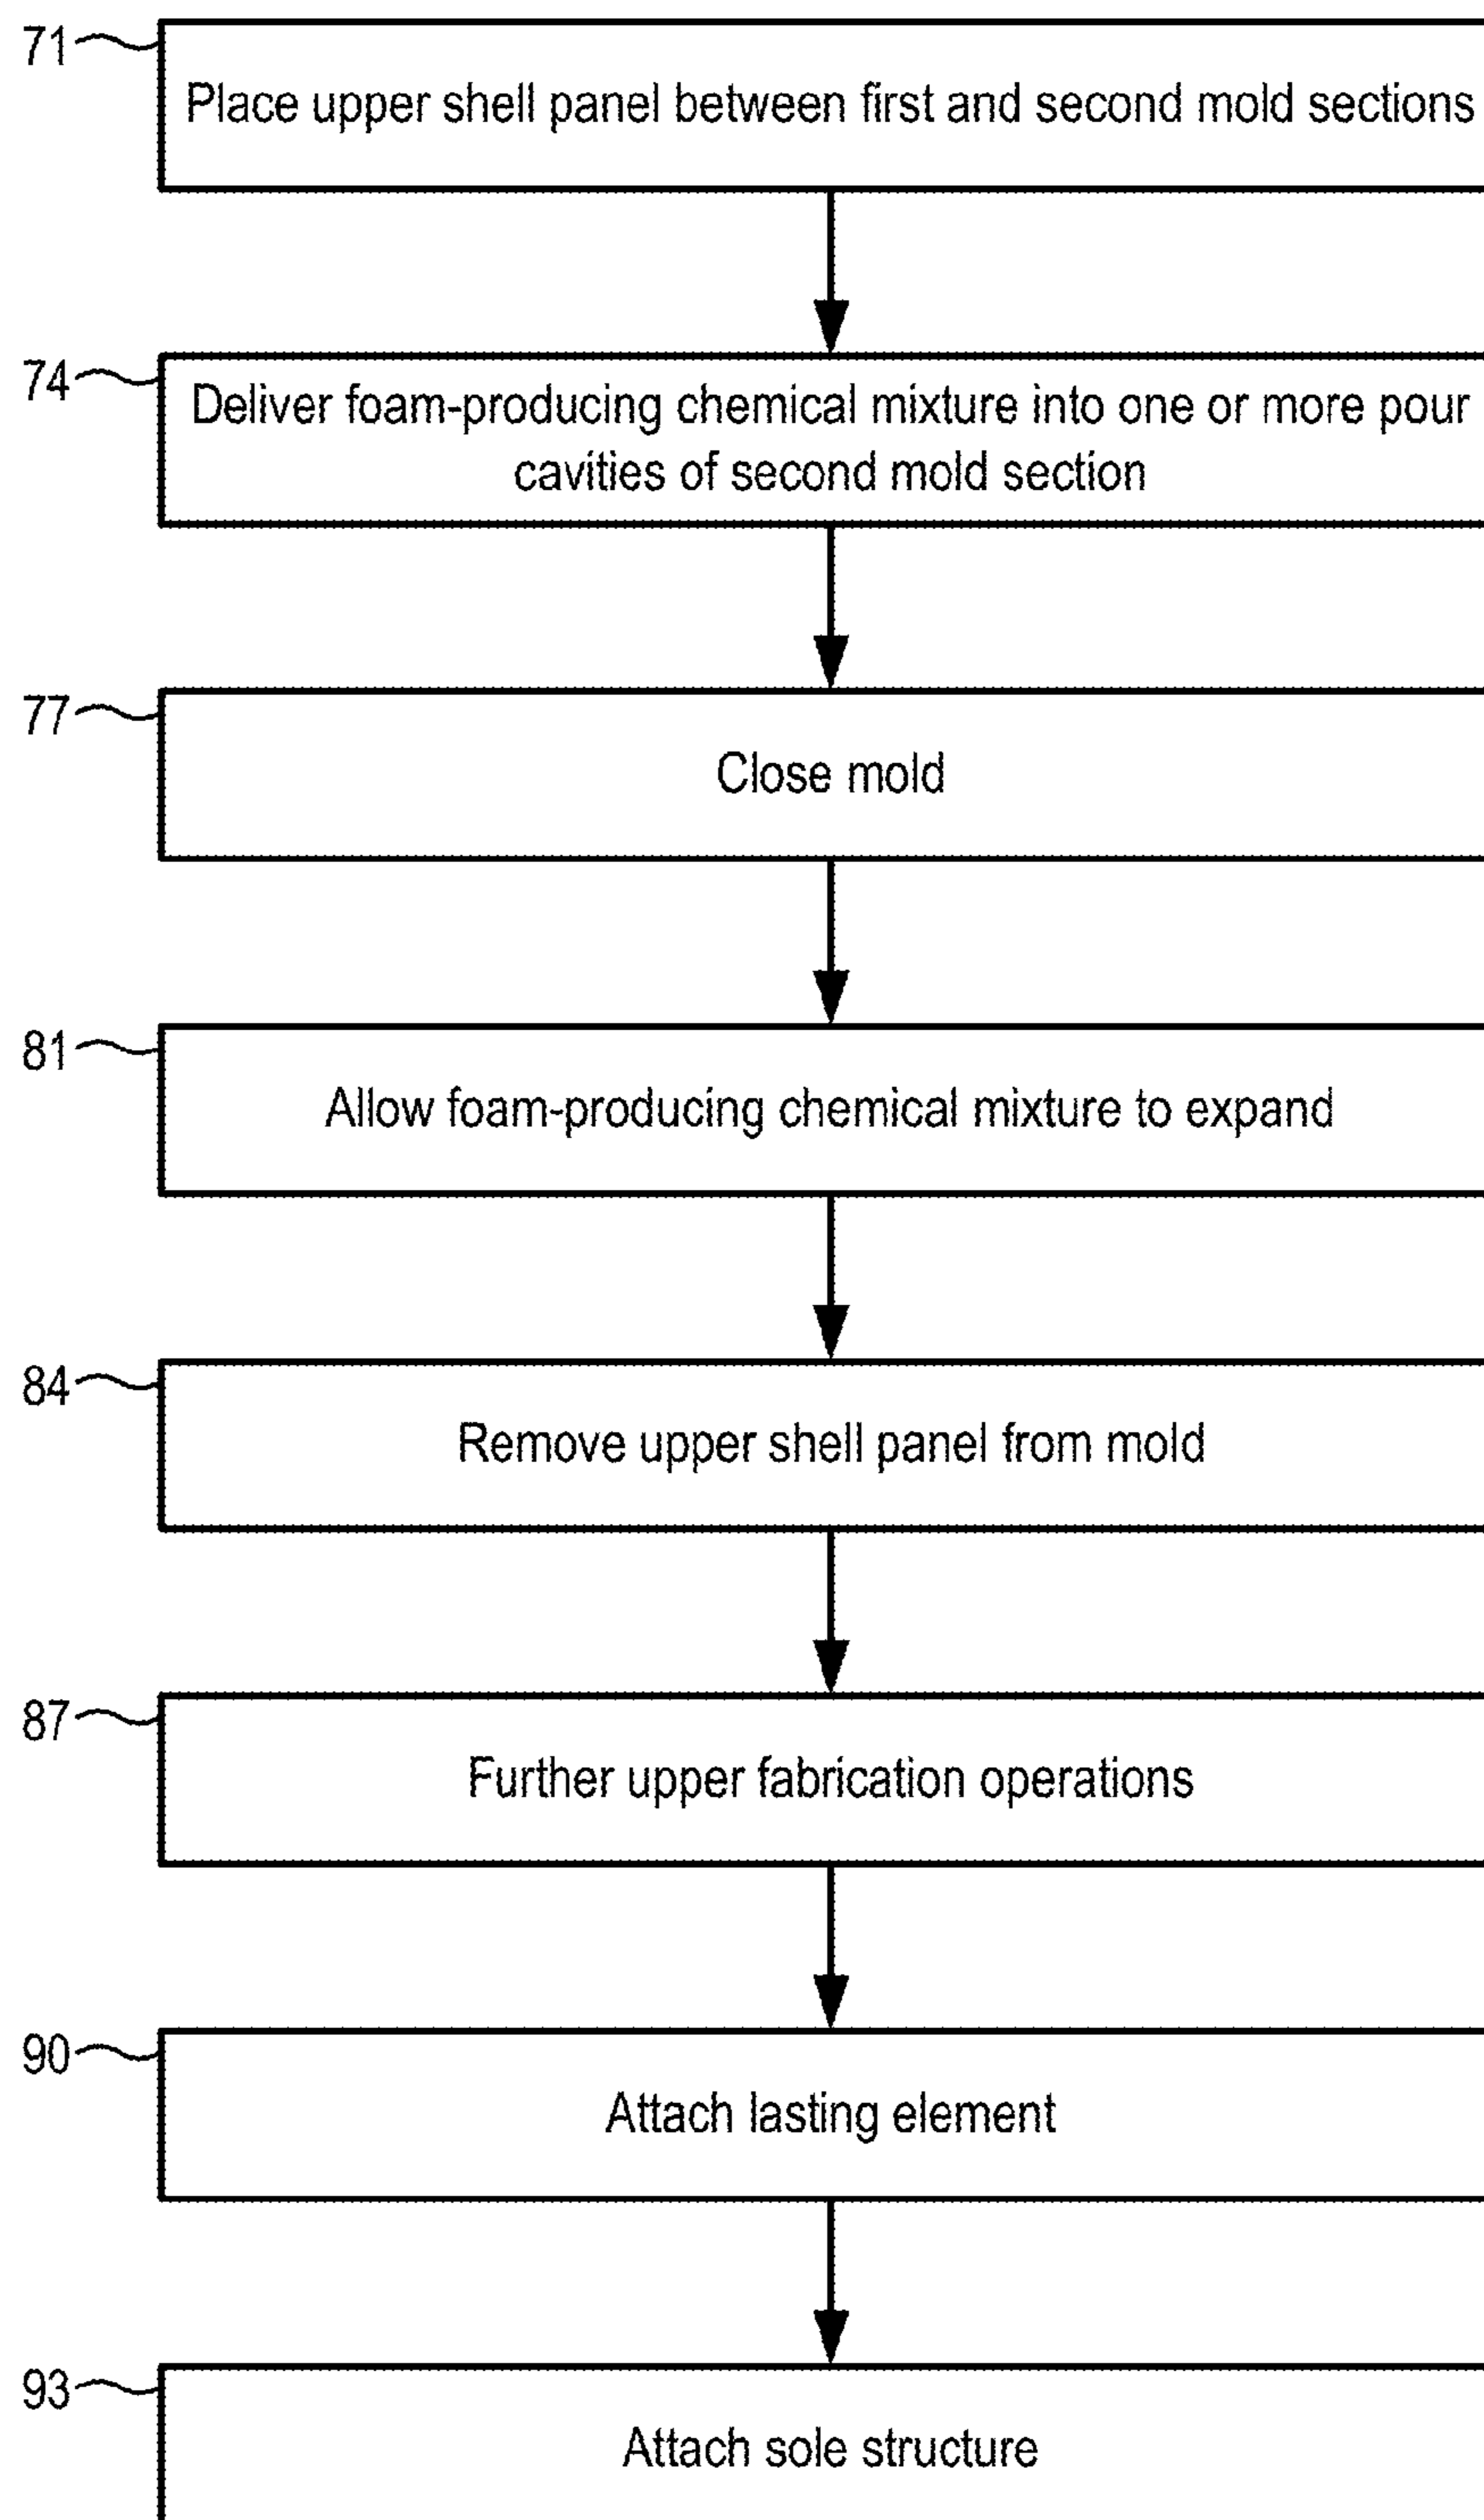 71
Place upper shell panel between first and second mold sections
74
Deliver foam-producing chemical mixture into one or more pour
cavities of second mold section
77
Close mold
81
Allow foam-producing chemical mixture to expand
84
Remove upper shell panel from mold
87
Further upper fabrication operations
90
Attach lasting element
93
Attach sole structure